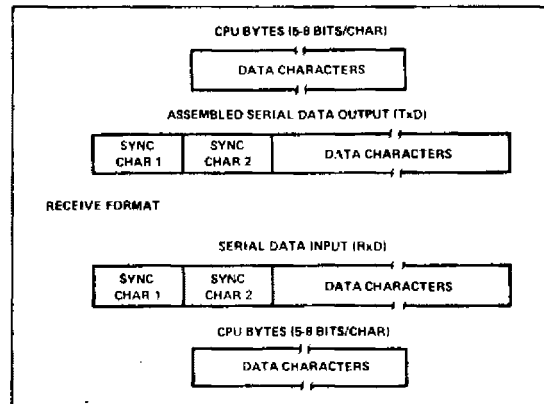 CPU BYTES (5-8 BITS/CHAR)
DATA CHARACTERS
ASSEMBLED SERIAL DATA OUTPUT (TxD)
SYNC CHAR 1
SYNC CHAR 2
DATA CHARACTERS
RECEIVE FORMAT
SERIAL DATA INPUT (RxD)
SYNC CHAR 1
SYNC CHAR 2
DATA CHARACTERS
CPU BYTES (5-8 BITS/CHAR)
DATA CHARACTERS